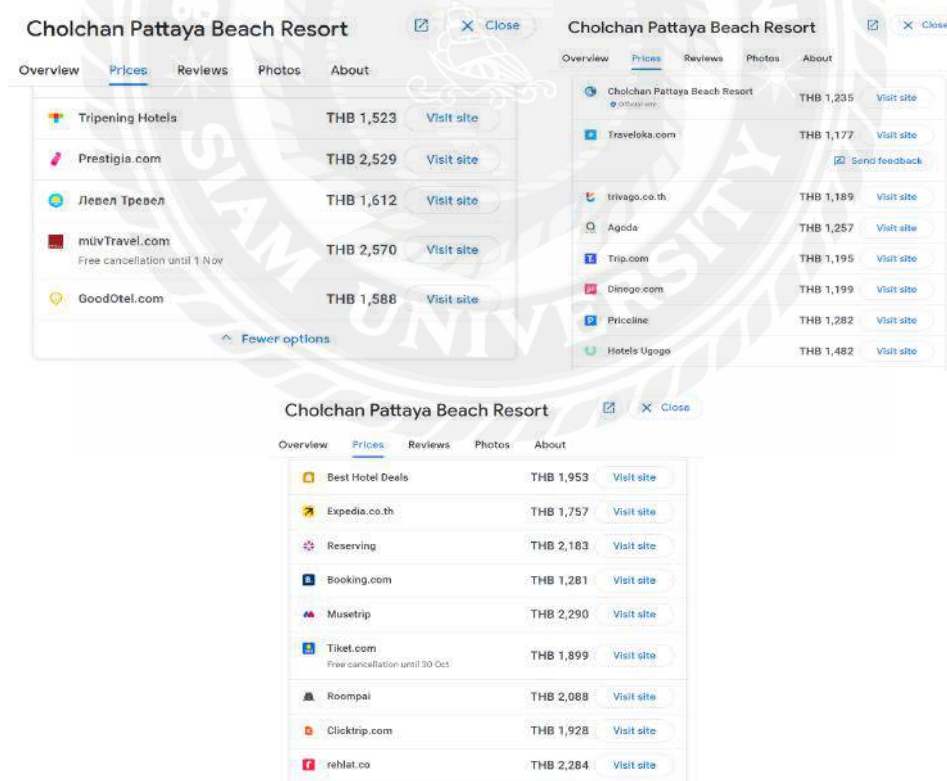 Cholchan Pattaya Beach Resort
Close
Overview Prices Reviews Photos About
Tripening Hotels THB 1,523 Visit site
Prestigia.com THB 2,529 Visit site
Левел Тревел THB 1,612 Visit site
müvTravel.com THB 2,570 Visit site
Free cancellation until 1 Nov
GoodOtel.com THB 1,588 Visit site
Fewer options
Cholchan Pattaya Beach Resort
Close
Overview Prices Reviews Photos About
Cholchan Pattaya Beach Resort THB 1,235 Visit site
Official site
Traveloka.com THB 1,177 Visit site
Send feedback
trivago.co.th THB 1,189 Visit site
Agoda THB 1,257 Visit site
Trip.com THB 1,195 Visit site
Dinogo.com THB 1,199 Visit site
Priceline THB 1,282 Visit site
Hotels Ugogo THB 1,482 Visit site
Cholchan Pattaya Beach Resort
Close
Overview Prices Reviews Photos About
Best Hotel Deals THB 1,953 Visit site
Expedia.co.th THB 1,757 Visit site
Reserving THB 2,183 Visit site
Booking.com THB 1,281 Visit site
Musetrip THB 2,290 Visit site
Tiket.com THB 1,899 Visit site
Free cancellation until 30 Oct
Roompai THB 2,088 Visit site
Clicktrip.com THB 1,928 Visit site
rehlat.co THB 2,284 Visit site
SIAM UNIVERSITY